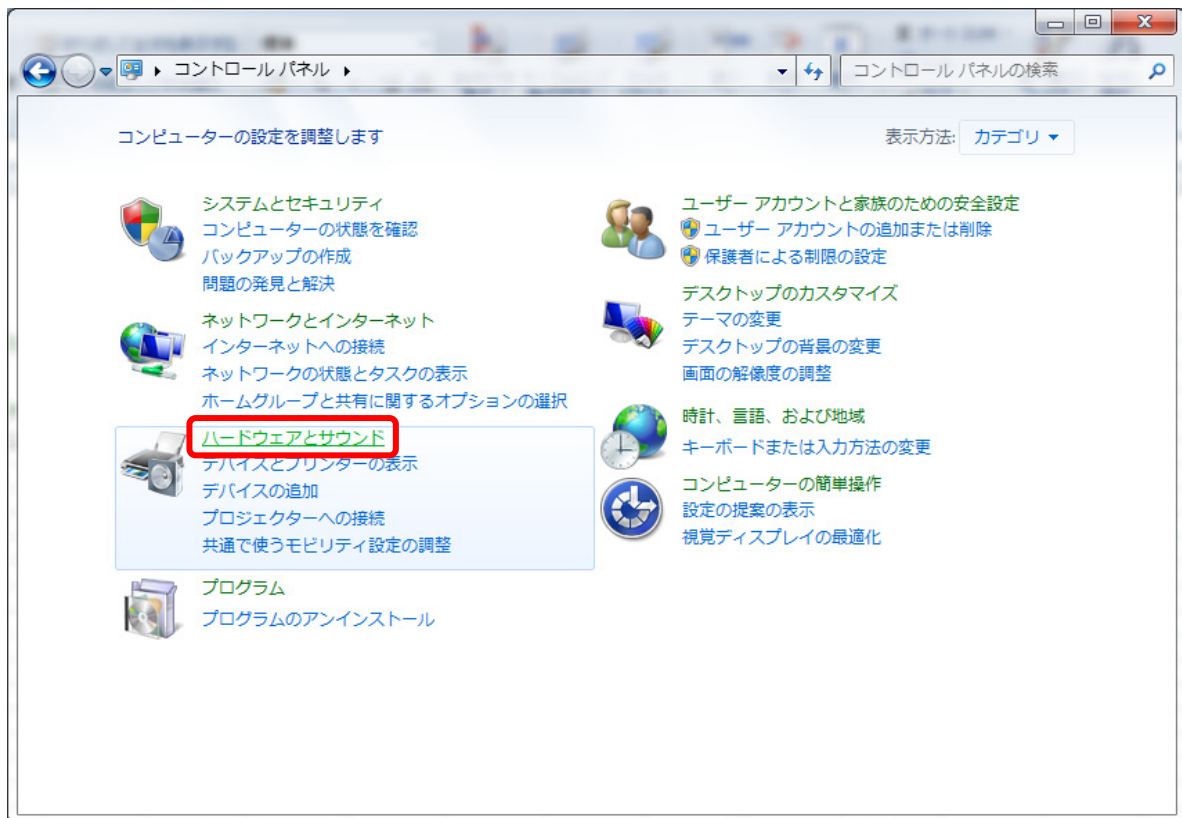 コントロール パネル
コントロール パネルの検索
コンピューターの設定を調整します
表示方法: カテゴリ
システムとセキュリティ
コンピューターの状態を確認
バックアップの作成
問題の発見と解決
ネットワークとインターネット
インターネットへの接続
ネットワークの状態とタスクの表示
ホームグループと共有に関するオプションの選択
ハードウェアとサウンド
デバイスとプリンターの表示
デバイスの追加
プロジェクターへの接続
共通で使うモビリティ設定の調整
プログラム
プログラムのアンインストール
ユーザー アカウントと家族のための安全設定
ユーザー アカウントの追加または削除
保護者による制限の設定
デスクトップのカスタマイズ
テーマの変更
デスクトップの背景の変更
画面の解像度の調整
時計、言語、および地域
キーボードまたは入力方法の変更
コンピューターの簡単操作
設定の提案の表示
視覚ディスプレイの最適化